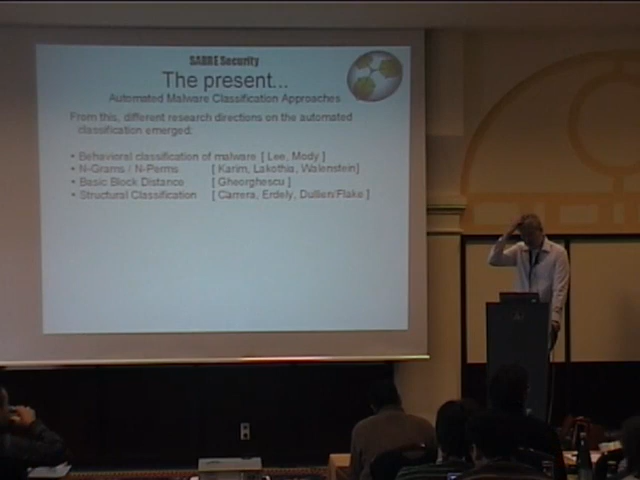 SABRE Security
The present...
Automated Malware Classification Approaches
From this, different research directions on the automated
classification emerged:
• Behavioral classification of malware [ Lee, Mody ]
• N-Grams / N-Perms [ Karim, Lakothia, Walenstein]
• Basic Block Distance [ Gheorghescu ]
• Structural Classification [ Carrera, Erdely, Dullien/Flake ]